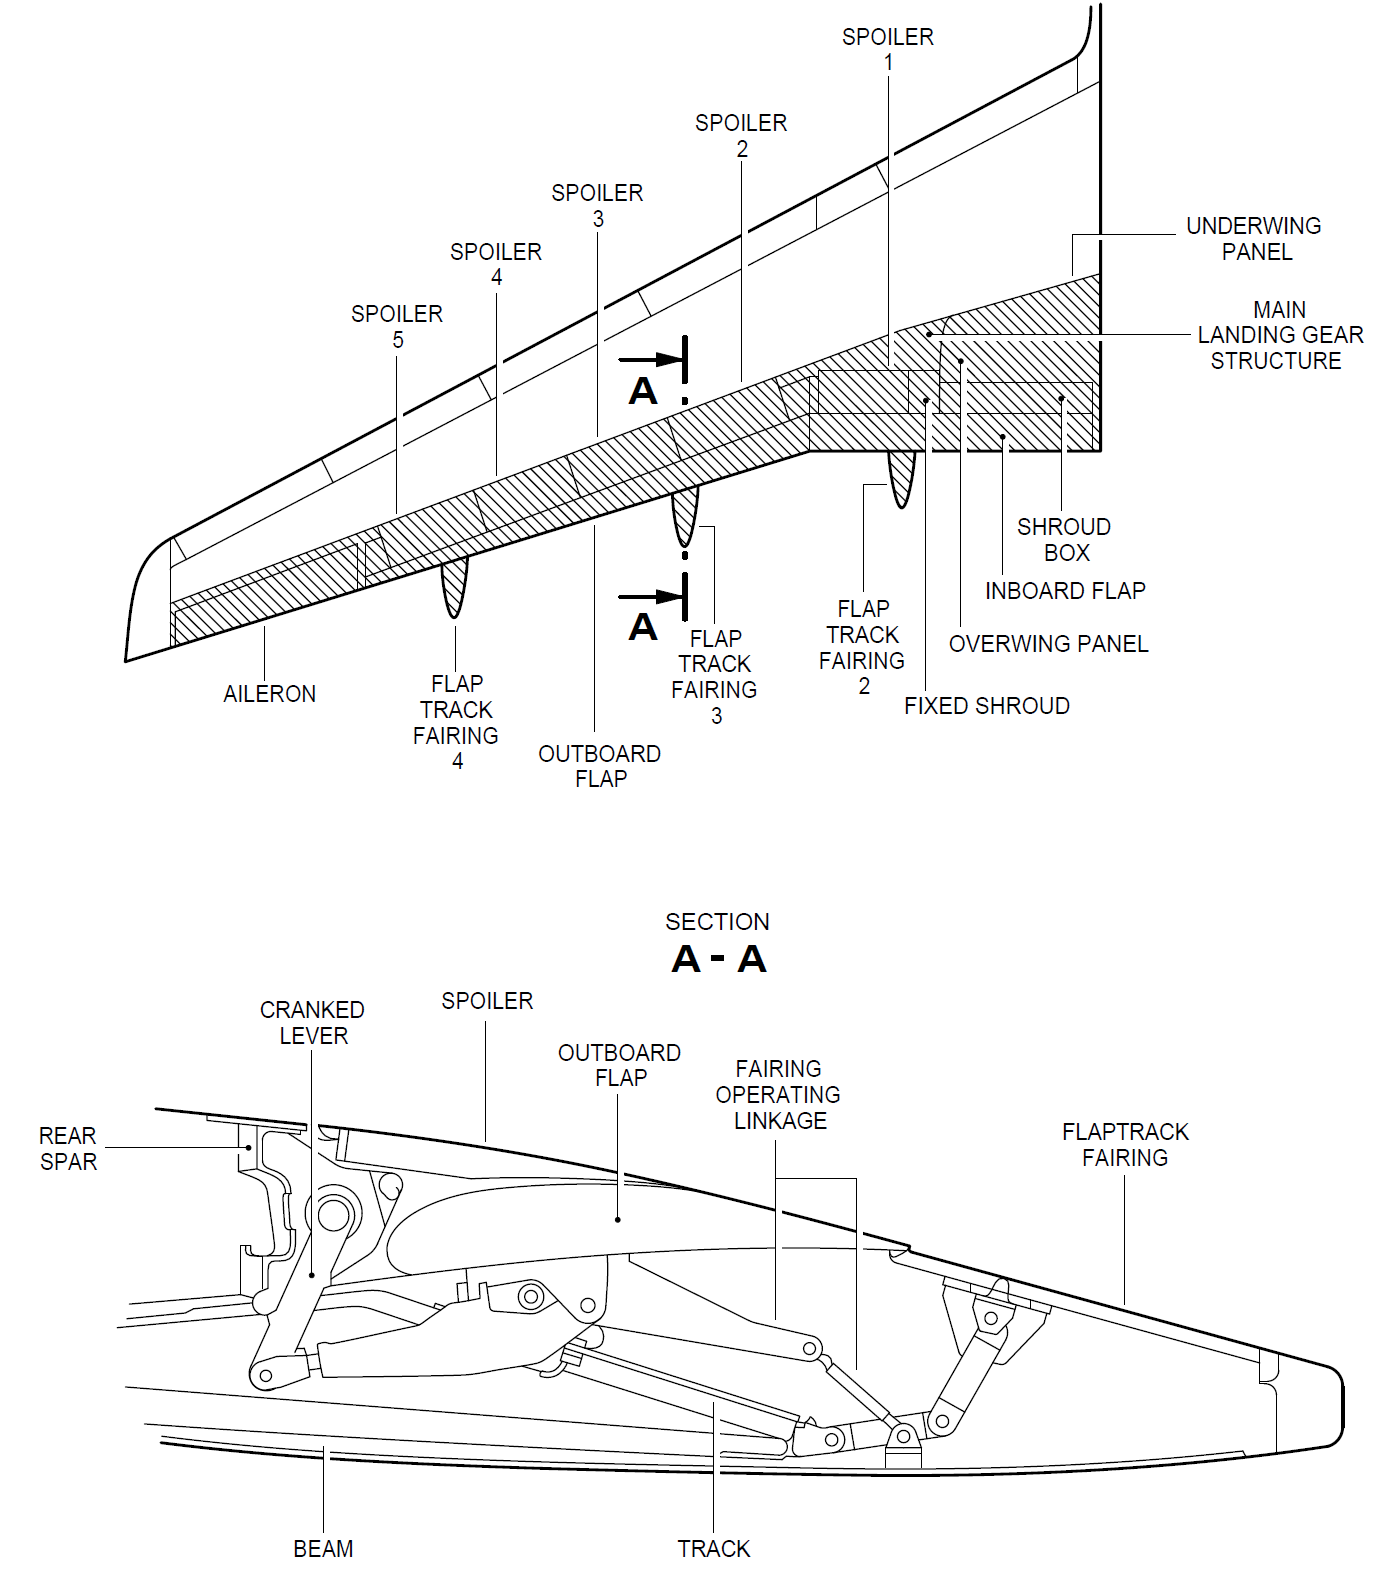 SPOILER
1
SPOILER
2
SPOILER
3
SPOILER
4
SPOILER
5
UNDERWING
PANEL
MAIN
LANDING GEAR
STRUCTURE
A
A
SHROUD
BOX
INBOARD FLAP
OVERWING PANEL
FIXED SHROUD
FLAP
TRACK
FAIRING
2
FLAP
TRACK
FAIRING
3
OUTBOARD
FLAP
FLAP
TRACK
FAIRING
4
AILERON
SECTION
A - A
CRANKED
LEVER
SPOILER
OUTBOARD
FLAP
FAIRING
OPERATING
LINKAGE
REAR
SPAR
FLAPTRACK
FAIRING
BEAM
TRACK